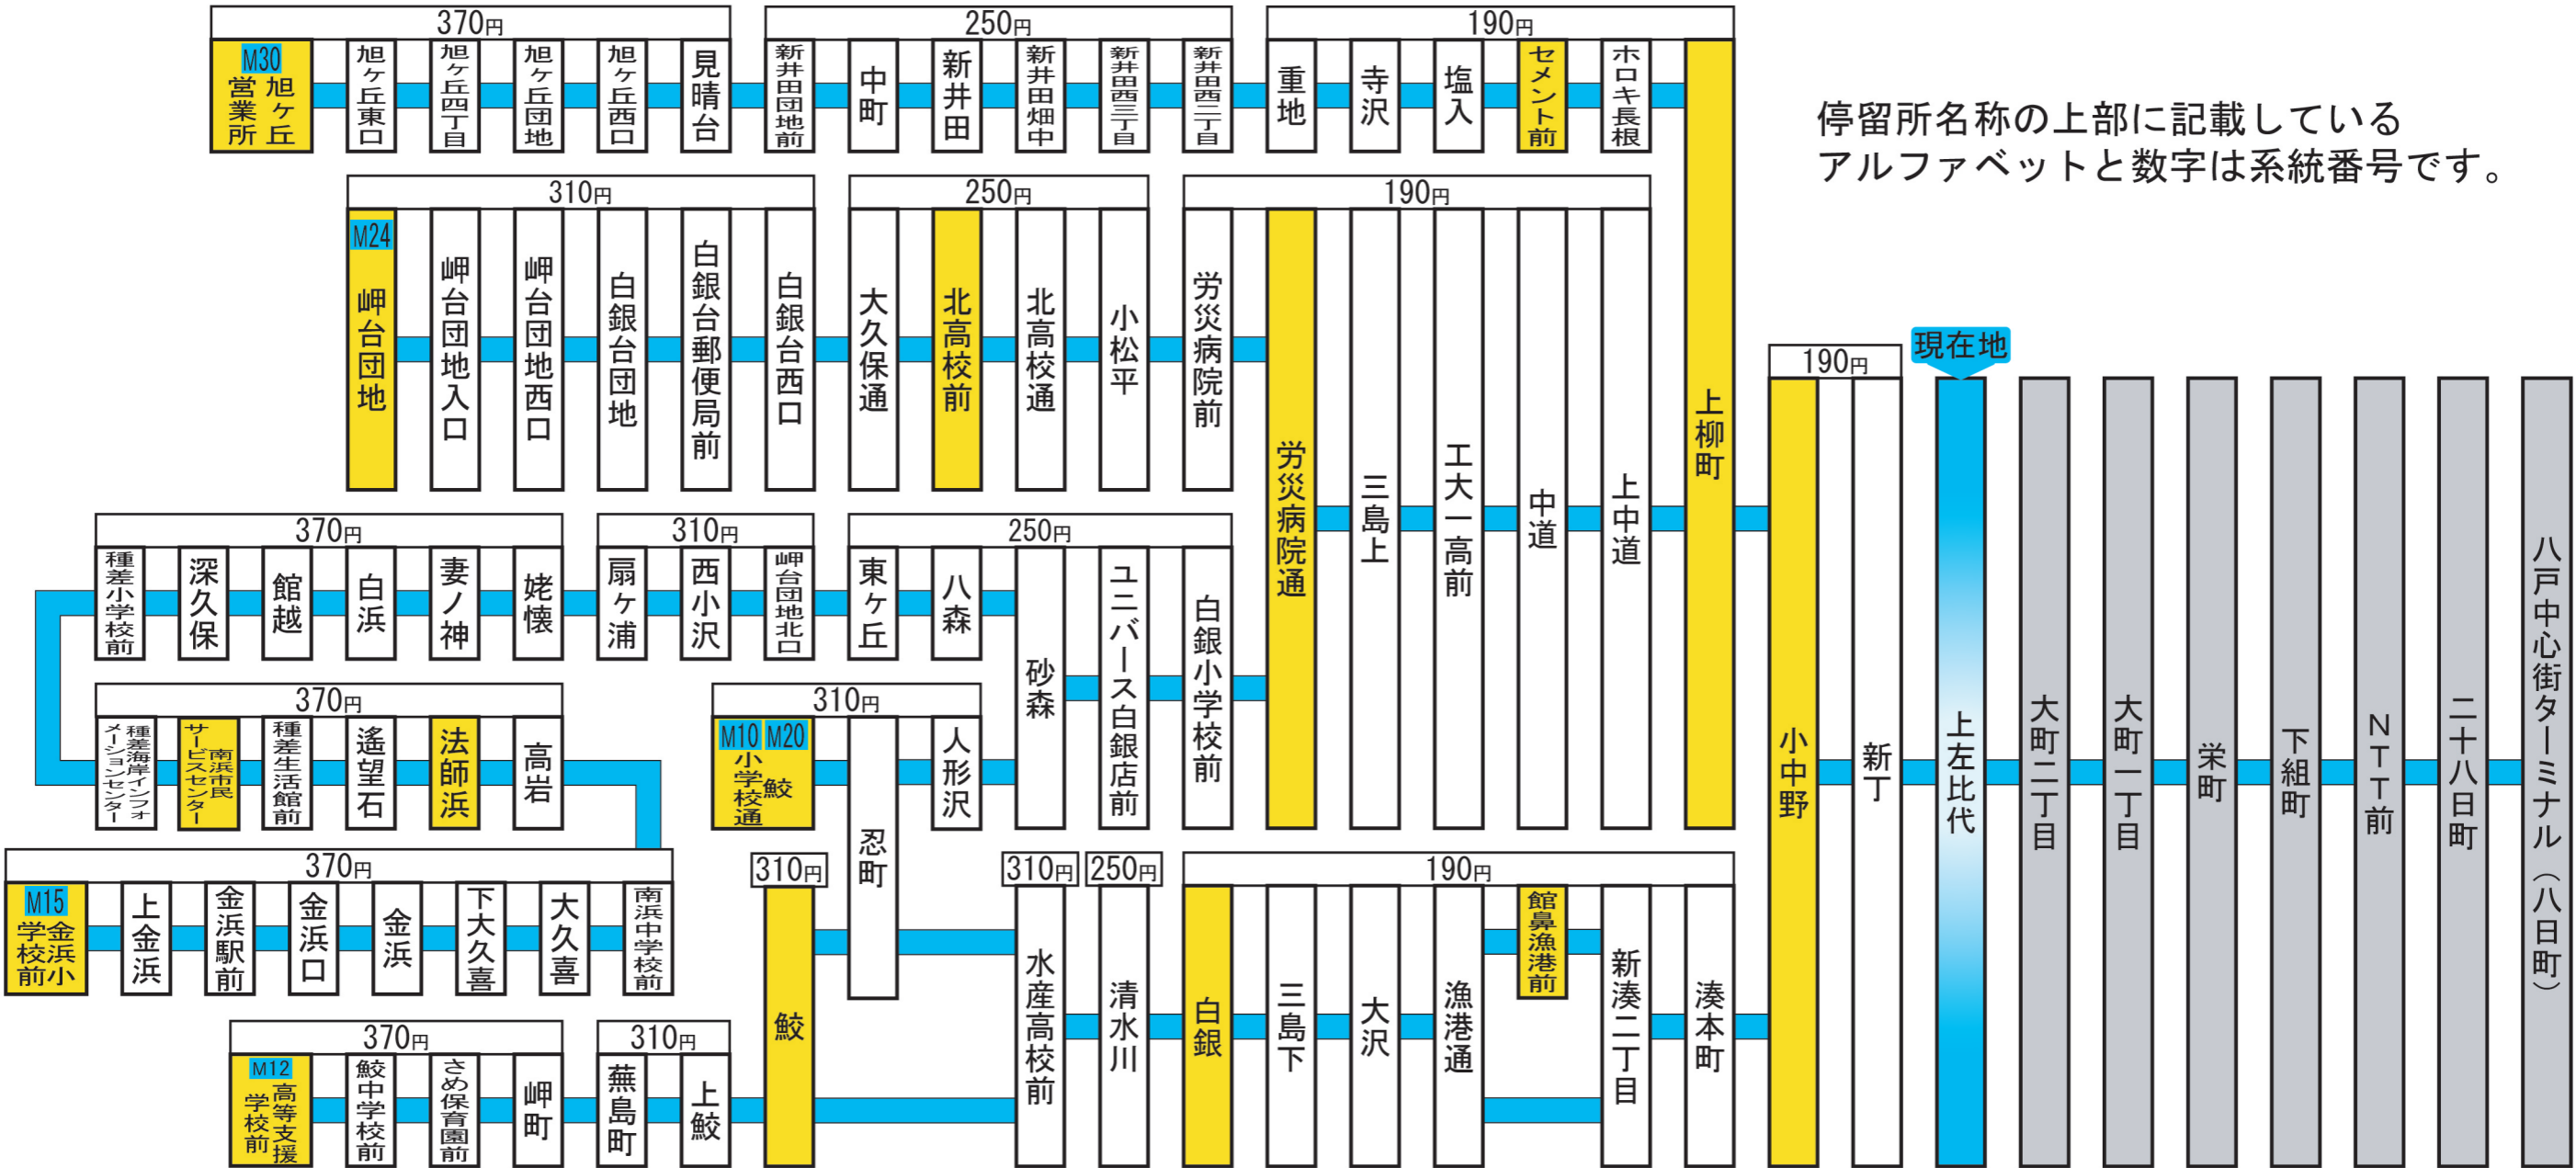 370円
250円
190円
M30
旭ヶ丘
営業所
旭ヶ丘東口
旭ヶ丘四丁目
旭ヶ丘団地
旭ヶ丘西口
見晴台
新井田団地前
中町
新井田
新井田畑中
新井田西三丁目
新井田西二丁目
重地
寺沢
塩入
セメント前
ホロキ長根
上柳町
停留所名称の上部に記載している
アルファベットと数字は系統番号です。
310円
250円
190円
M24
岬台団地
岬台団地入口
岬台団地西口
白銀台団地
白銀台郵便局前
白銀台西口
大久保通
北高校前
北高校通
小松平
労災病院前
労災病院通
三島上
工大一高前
中道
上中道
190円
現在地
小中野
新丁
上左比代
大町二丁目
大町一丁目
栄町
下組町
NTT前
二十八日町
八戸中心街ターミナル(八日町)
370円
310円
250円
種差小学校前
深久保
館越
白浜
妻ノ神
姥懐
扇ヶ浦
西小沢
岬台団地北口
東ヶ丘
八森
砂森
ユニバース白銀店前
白銀小学校前
370円
310円
種差海岸インフォ
メーションセンター
南浜市民
サービスセンター
種差生活館前
遙望石
法師浜
高岩
M10 M20
鮫
小学校通
忍町
人形沢
370円
310円
310円
250円
190円
M15
金浜小
学校前
上金浜
金浜駅前
金浜口
金浜
下大久喜
大久喜
南浜中学校前
鮫
水産高校前
清水川
白銀
三島下
大沢
漁港通
館鼻漁港前
新湊二丁目
湊本町
370円
310円
M12
高等支援
学校前
鮫中学校前
さめ保育園前
岬町
蕪島町
上鮫